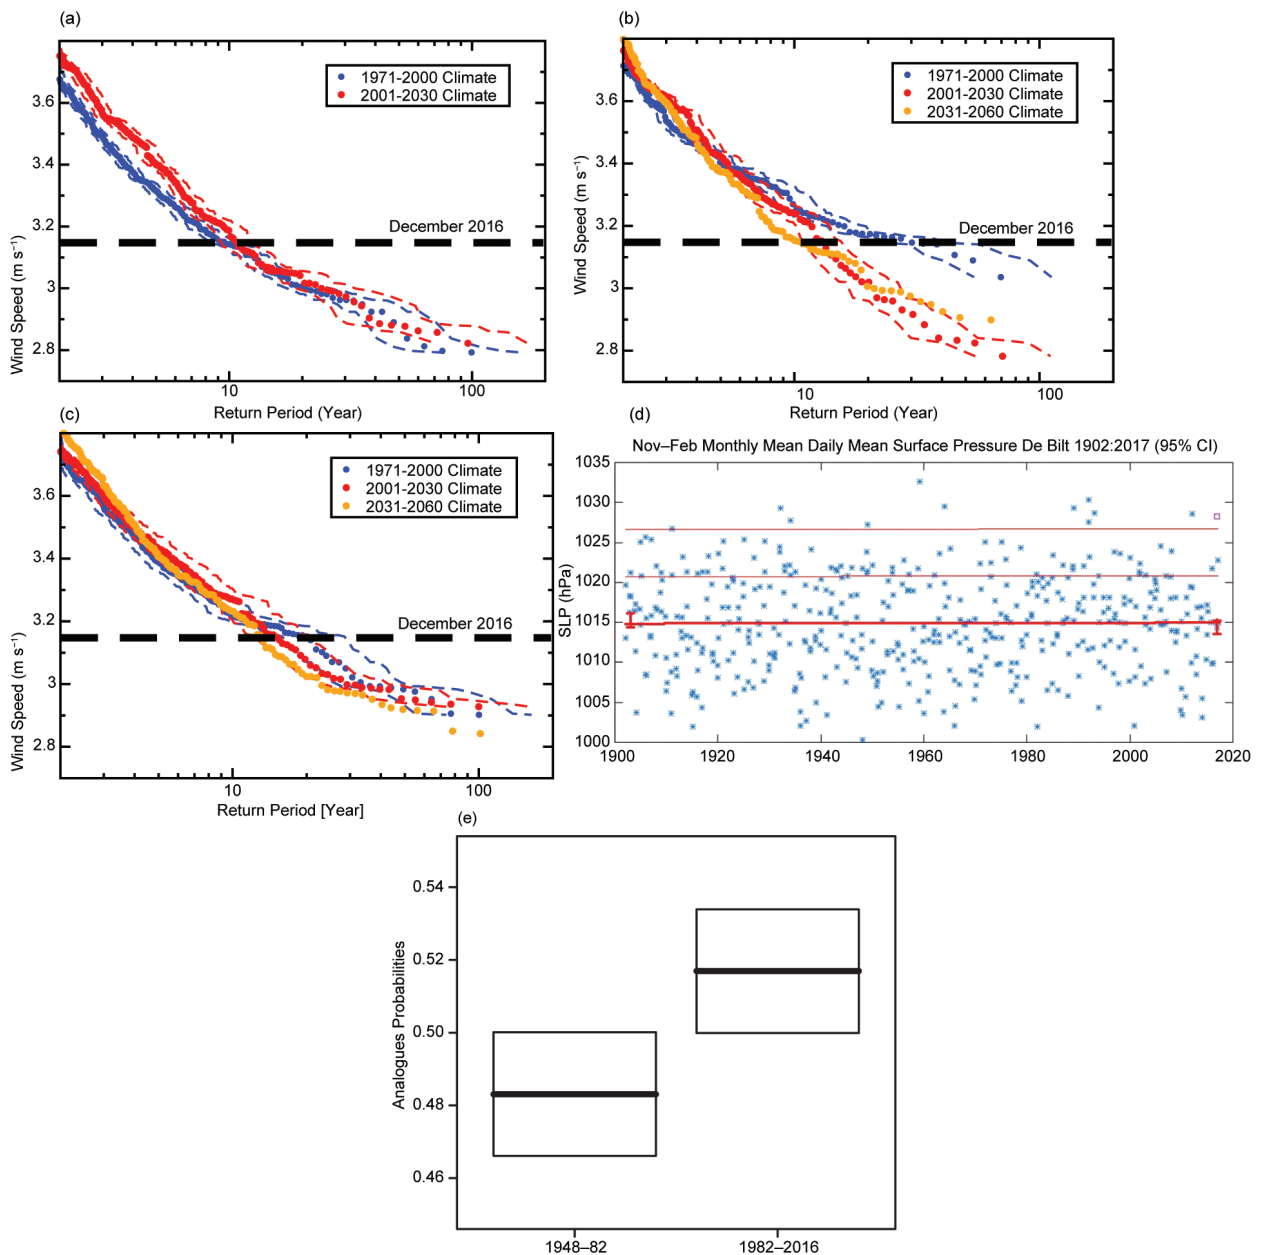 (a)
1971-2000 Climate
2001-2030 Climate
3.6
3.4
3.2
3
2.8
December 2016
Wind Speed (m s⁻¹)
10
100
Return Period (Year)
(b)
1971-2000 Climate
2001-2030 Climate
2031-2060 Climate
3.6
3.4
3.2
3
2.8
December 2016
Wind Speed (m s⁻¹)
10
100
Return Period (Year)
(c)
1971-2000 Climate
2001-2030 Climate
2031-2060 Climate
3.6
3.4
3.2
3
2.8
December 2016
Wind Speed (m s⁻¹)
10
100
Return Period [Year]
(d)
Nov–Feb Monthly Mean Daily Mean Surface Pressure De Bilt 1902:2017 (95% CI)
1035
1030
1025
1020
1015
1010
1005
1000
SLP (hPa)
1900
1920
1940
1960
1980
2000
2020
(e)
0.54
0.52
0.50
0.48
0.46
Analogues Probabilities
1948–82
1982–2016